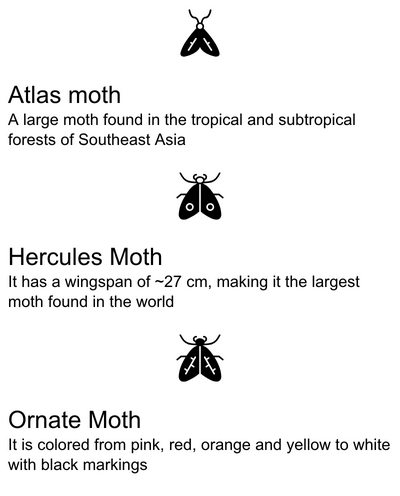 Atlas moth
A large moth found in the tropical and subtropical
forests of Southeast Asia
Hercules Moth
It has a wingspan of ~27 cm, making it the largest
moth found in the world
Ornate Moth
It is colored from pink, red, orange and yellow to white
with black markings